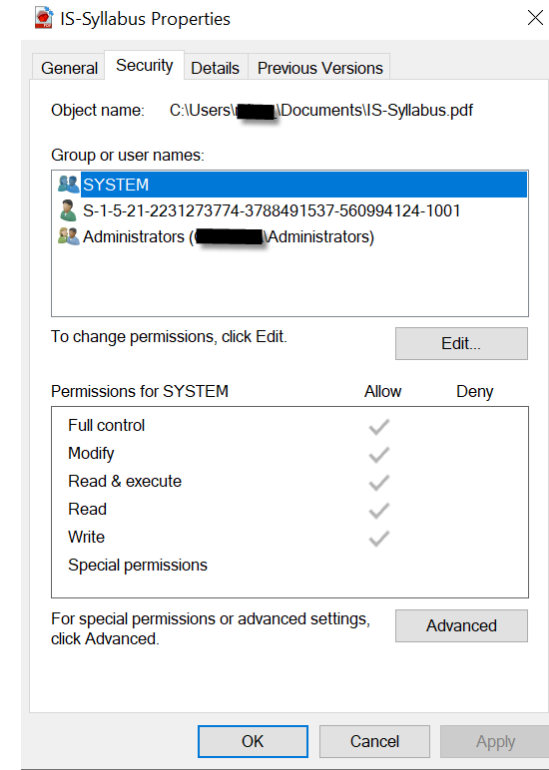 IS-Syllabus Properties
General Security Details Previous Versions
Object name: C:\Users\ \Documents\IS-Syllabus.pdf
Group or user names:
SYSTEM
S-1-5-21-2231273774-3788491537-560994124-1001
Administrators ( \Administrators)
To change permissions, click Edit.
Edit...
Permissions for SYSTEM Allow Deny
Full control
Modify
Read & execute
Read
Write
Special permissions
For special permissions or advanced settings,
click Advanced.
Advanced
OK Cancel Apply